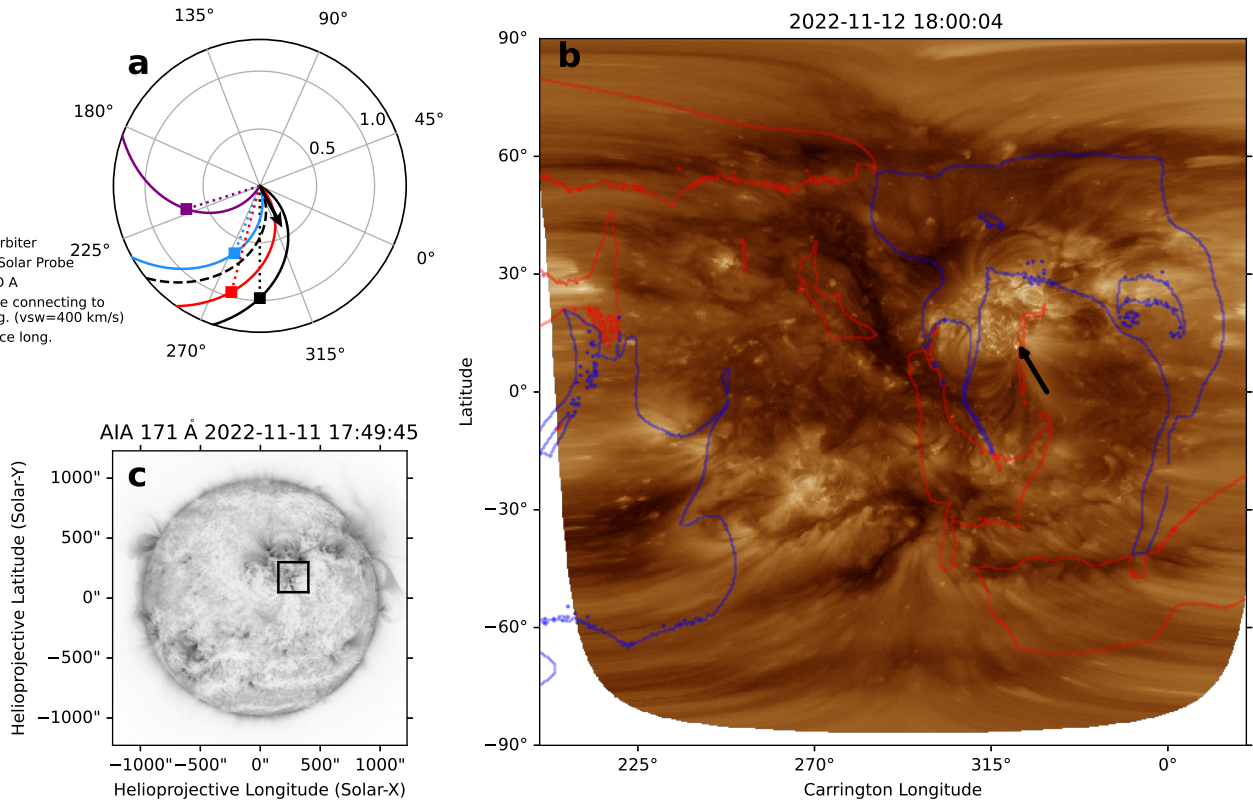 a
135°
90°
180°
45°
1.0
0.5
225°
0°
270°
315°
rbiter
Solar Probe
A
e connecting to
g. (vsw=400 km/s)
ce long.
2022-11-12 18:00:04
b
90°
60°
30°
0°
−30°
−60°
−90°
Latitude
225°
270°
315°
0°
Carrington Longitude
AIA 171 Å 2022-11-11 17:49:45
c
1000"
500"
0"
−500"
−1000"
Helioprojective Latitude (Solar-Y)
−1000"
−500"
0"
500"
1000"
Helioprojective Longitude (Solar-X)